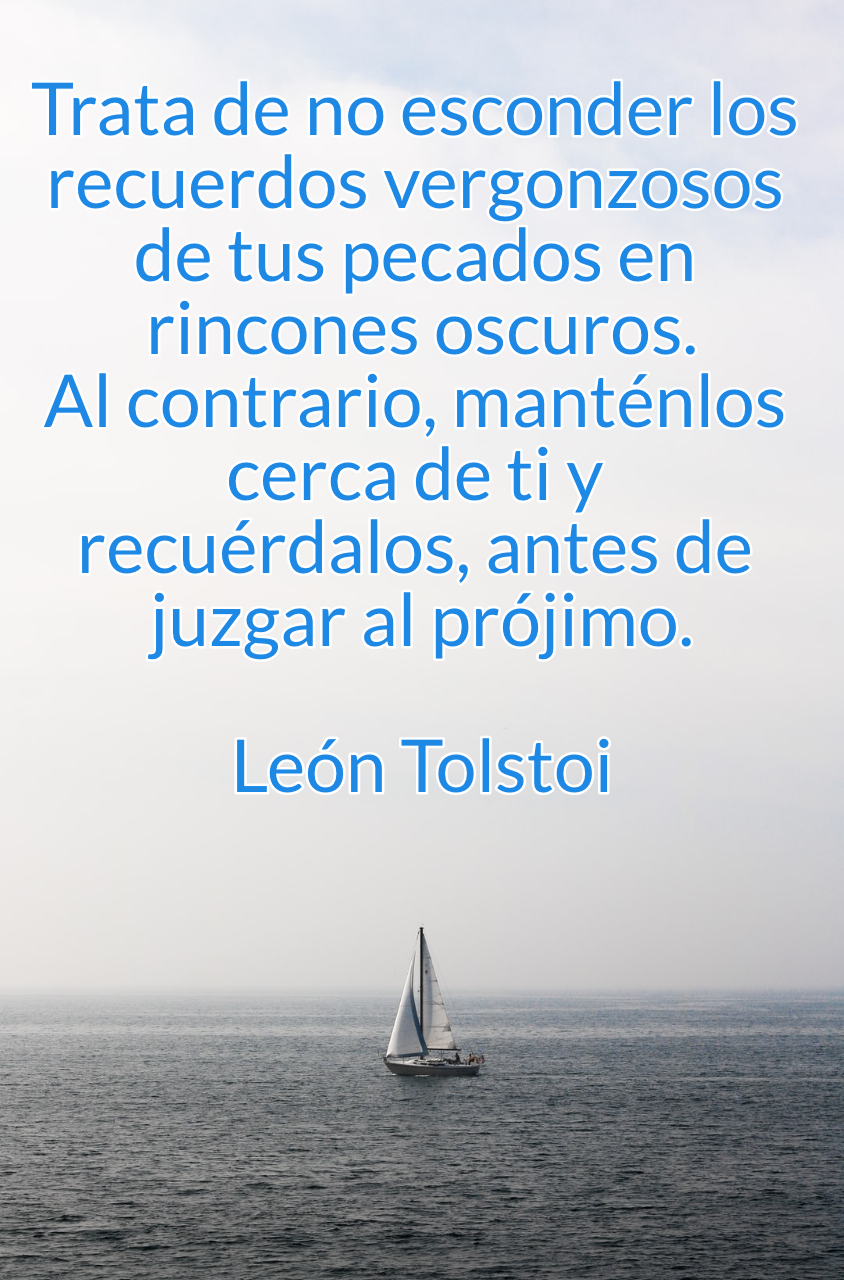 Trata de no esconder los
recuerdos vergonzosos
de tus pecados en
rincones oscuros.
Al contrario, manténlos
cerca de ti y
recuérdalos, antes de
juzgar al prójimo.
León Tolstoi